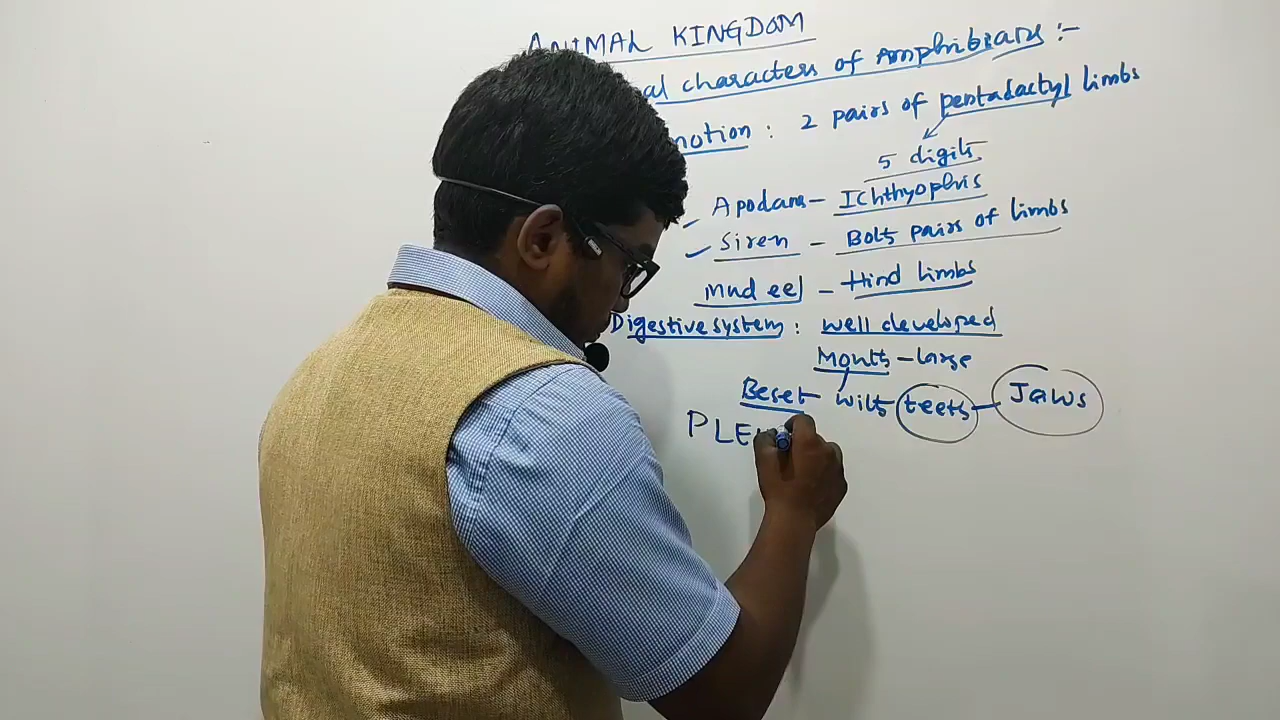 ANIMAL KINGDOM
al characters of Amphibians :-
motion : 2 pairs of pentadactyl limbs
5 digits
Apodans - Ichthyophis
Siren - Both pairs of limbs
Mud eel - Hind limbs
Digestive system : well developed
Mouth - large
Beset with teeth - Jaws
PLE